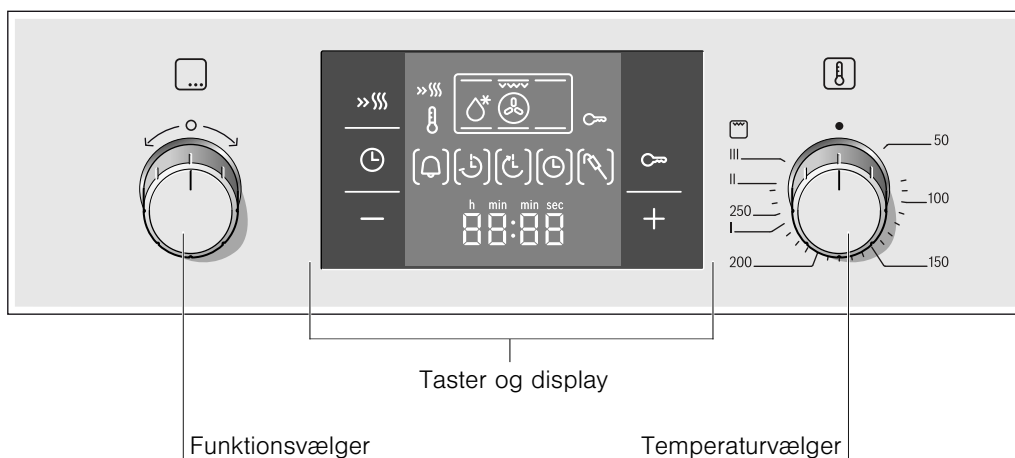 h min min sec
88:88
50
100
150
200
250
I
II
III
Taster og display
Funktionsvælger
Temperaturvælger